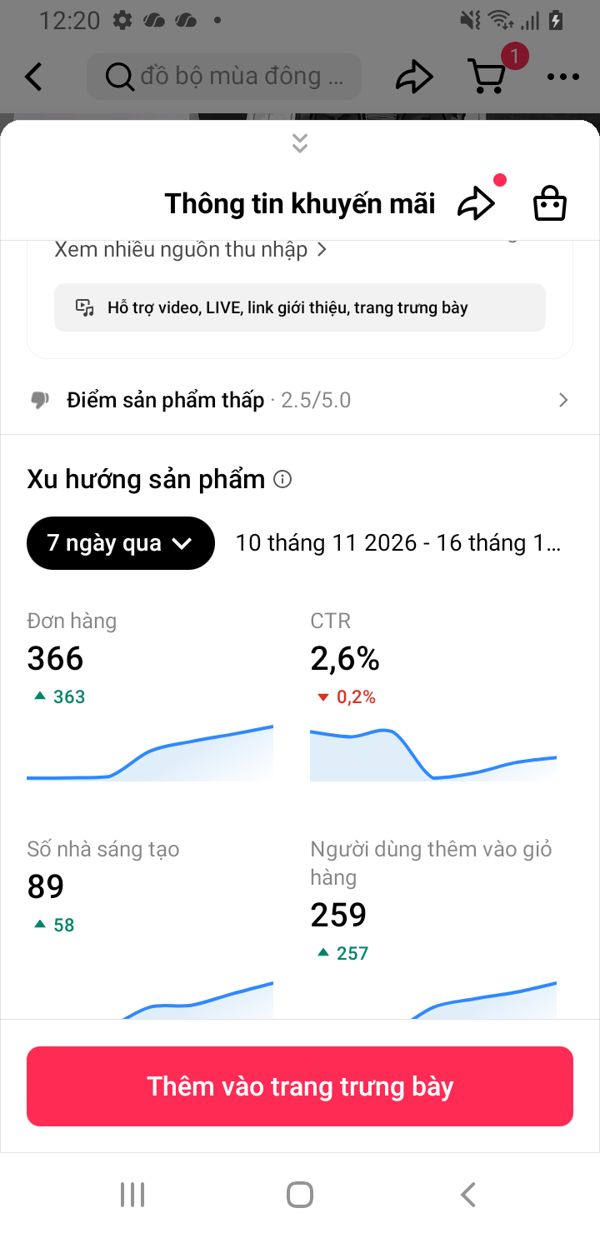 12:20
1
đồ bộ mùa đông ...
Thông tin khuyến mãi
Xem nhiều nguồn thu nhập >
Hỗ trợ video, LIVE, link giới thiệu, trang trưng bày
Điểm sản phẩm thấp · 2.5/5.0
Xu hướng sản phẩm
7 ngày qua
10 tháng 11 2026 - 16 tháng 1...
Đơn hàng
366
363
CTR
2,6%
0,2%
Số nhà sáng tạo
89
58
Người dùng thêm vào giỏ
hàng
259
257
Thêm vào trang trưng bày